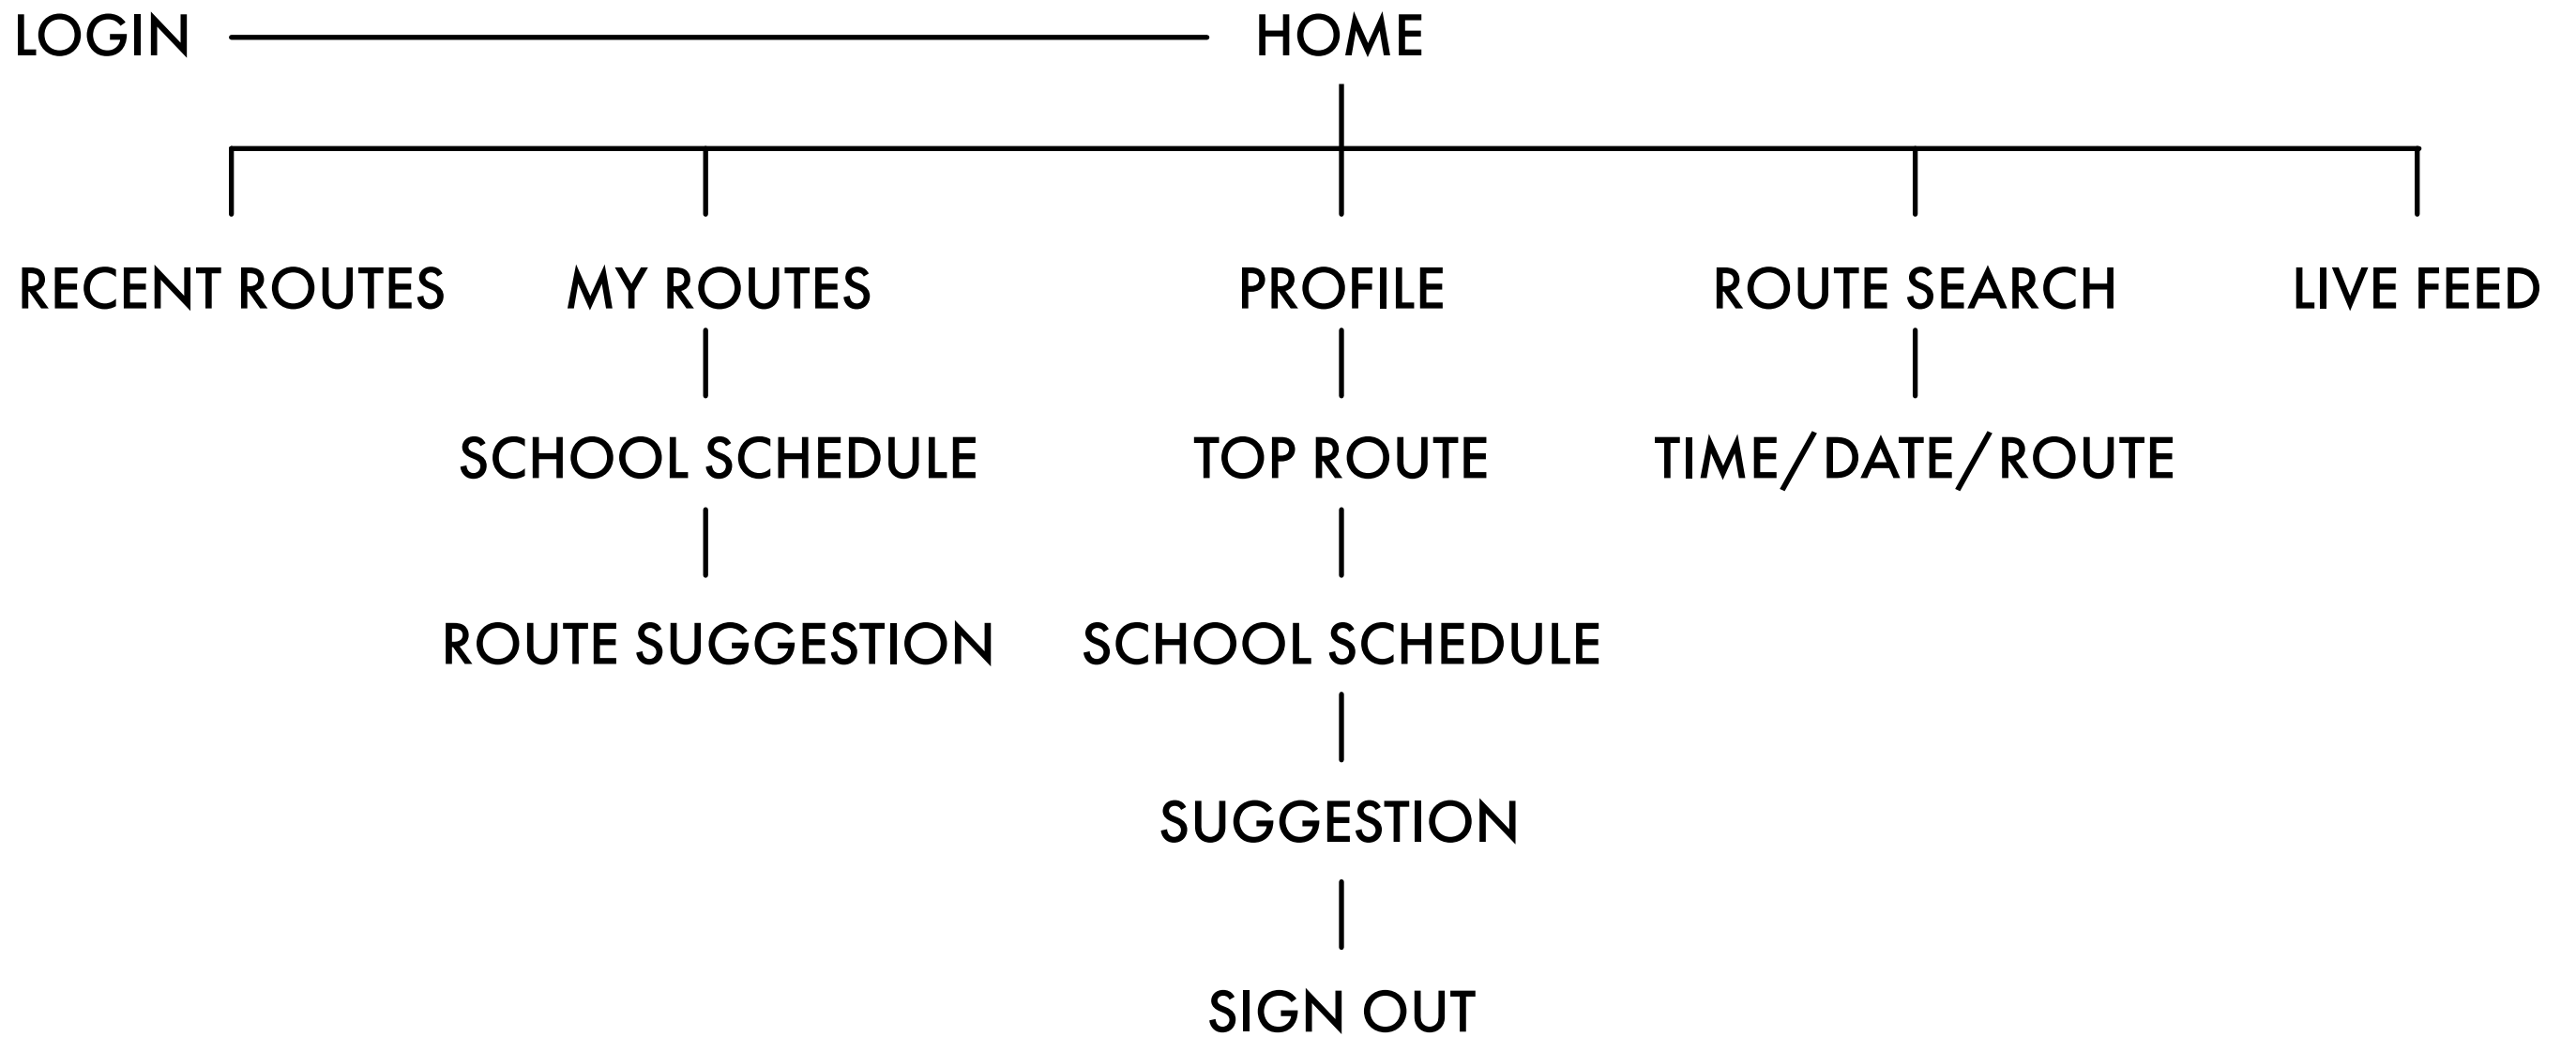 LOGIN HOME
RECENT ROUTES MY ROUTES PROFILE ROUTE SEARCH LIVE FEED
SCHOOL SCHEDULE TOP ROUTE TIME/DATE/ROUTE
ROUTE SUGGESTION SCHOOL SCHEDULE
SUGGESTION
SIGN OUT